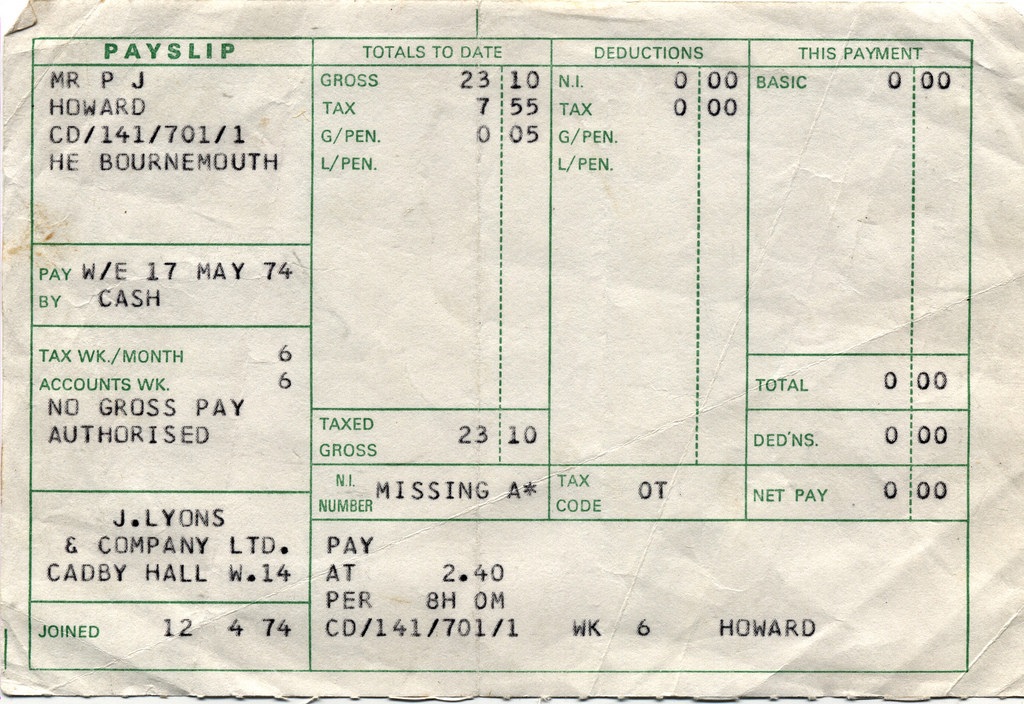 PAYSLIP
MR P J
HOWARD
CD/141/701/1
HE BOURNEMOUTH
PAY W/E 17 MAY 74
BY CASH
TAX WK./MONTH 6
ACCOUNTS WK. 6
NO GROSS PAY
AUTHORISED
J.LYONS
& COMPANY LTD.
CADBY HALL W.14
JOINED 12 4 74
TOTALS TO DATE
GROSS 23 10
TAX 7 55
G/PEN. 0 05
L/PEN.
TAXED
GROSS 23 10
DEDUCTIONS
N.I. 0 00
TAX 0 00
G/PEN.
L/PEN.
THIS PAYMENT
BASIC 0 00
TOTAL 0 00
DED'NS. 0 00
N.I.
NUMBER MISSING A*
TAX
CODE 0T
NET PAY 0 00
PAY
AT 2.40
PER 8H 0M
CD/141/701/1 WK 6 HOWARD